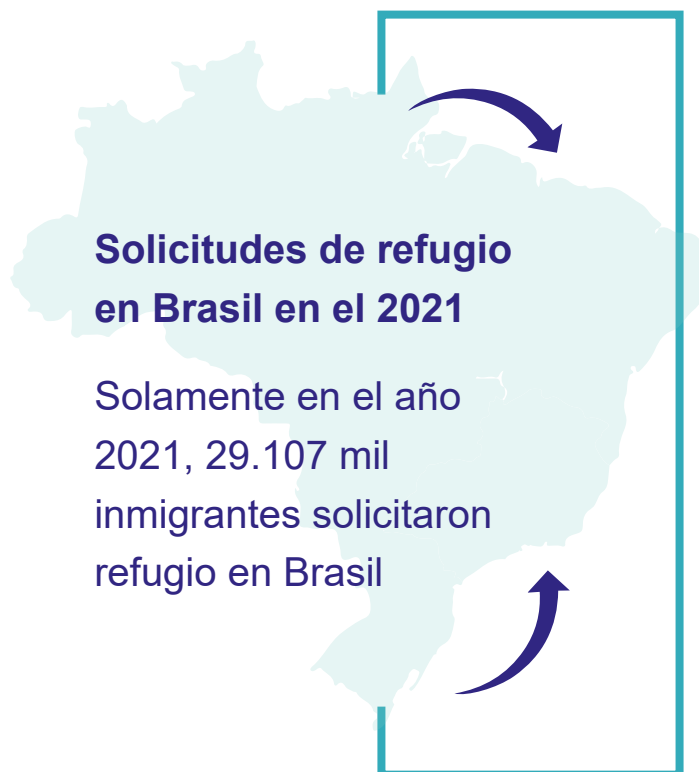 Solicitudes de refugio
en Brasil en el 2021
Solamente en el año
2021, 29.107 mil
inmigrantes solicitaron
refugio en Brasil